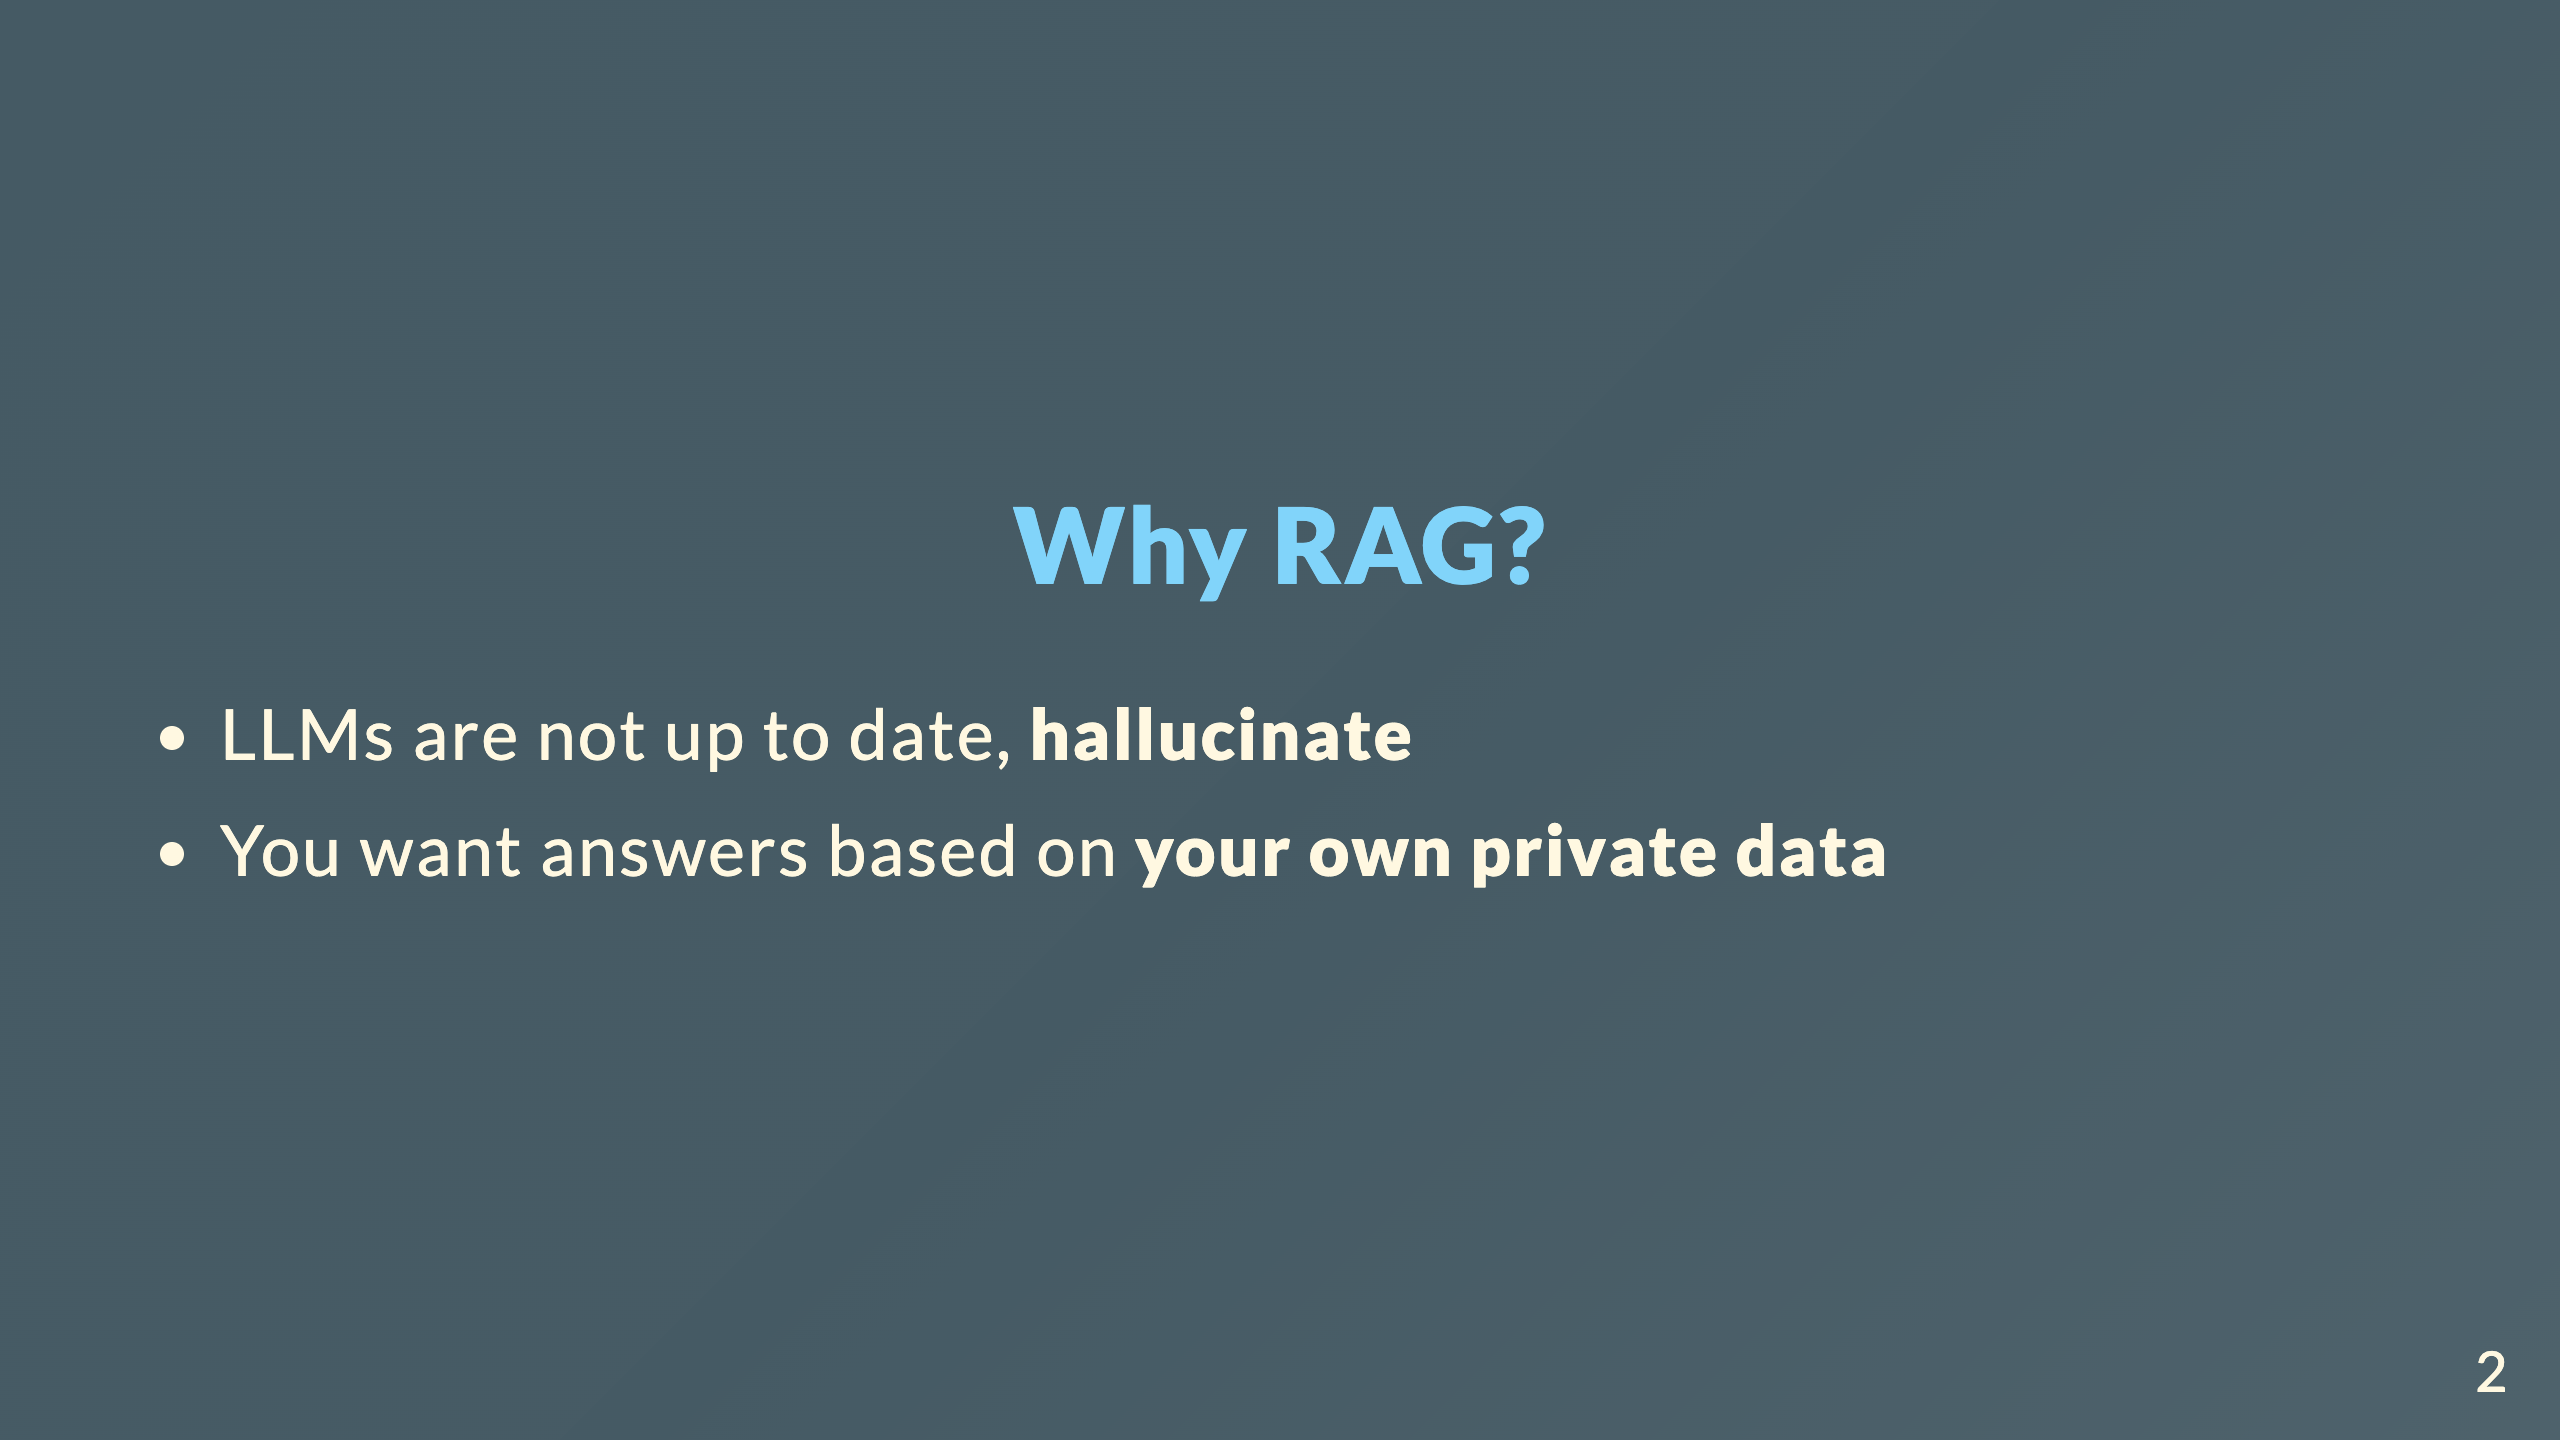 Why RAG?
• LLMs are not up to date, hallucinate
• You want answers based on your own private data
2